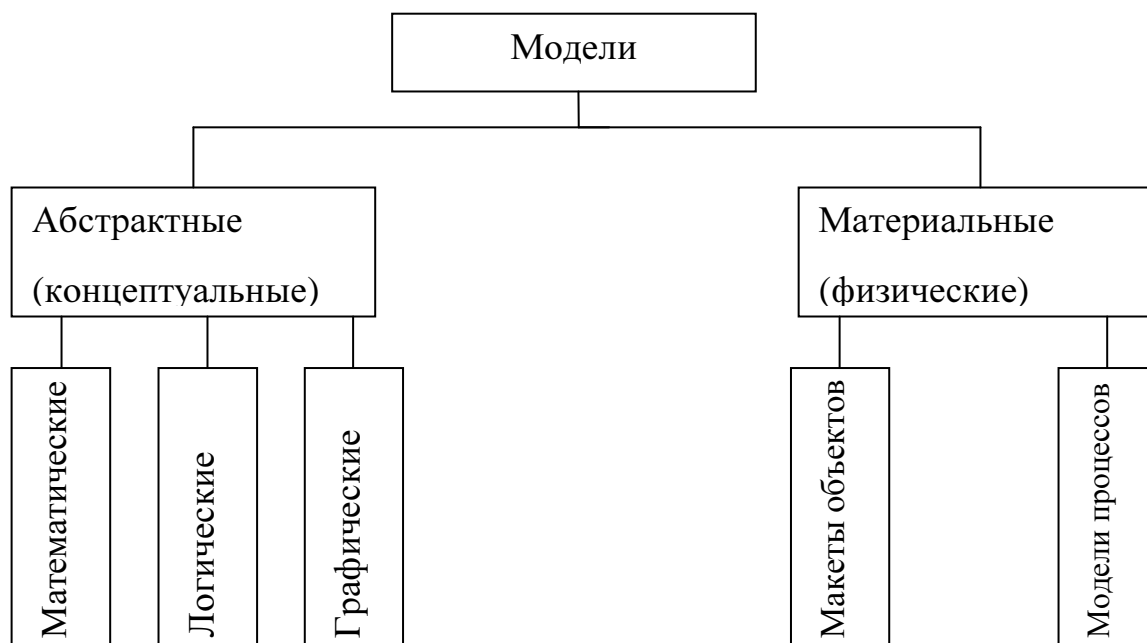 Модели
Абстрактные
(концептуальные)
Материальные
(физические)
Математические
Логические
Графические
Макеты объектов
Модели процессов